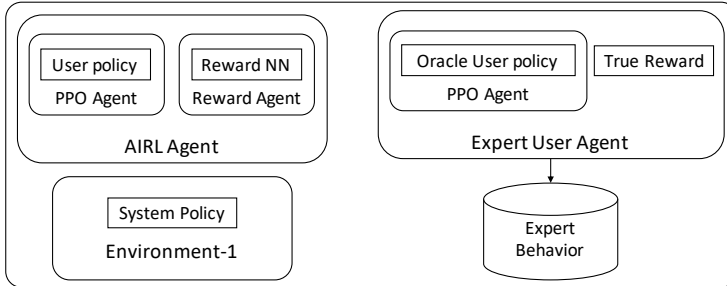 User policy
PPO Agent
Reward NN
Reward Agent
AIRL Agent
Oracle User policy
PPO Agent
True Reward
Expert User Agent
System Policy
Environment-1
Expert
Behavior